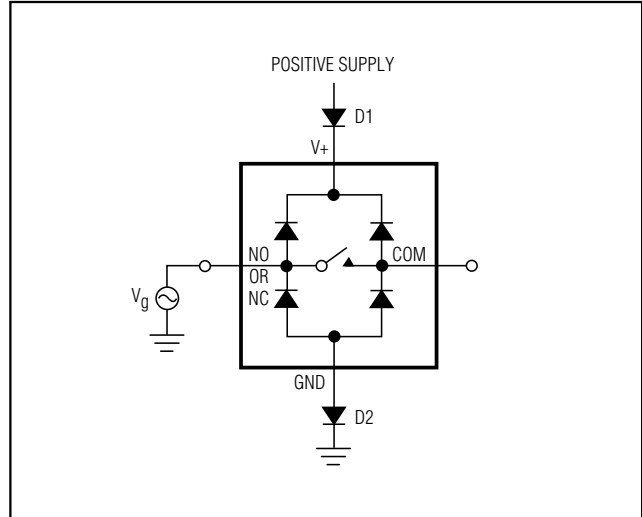 POSITIVE SUPPLY
D1
V+
NO
OR
NC
COM
Vg
GND
D2